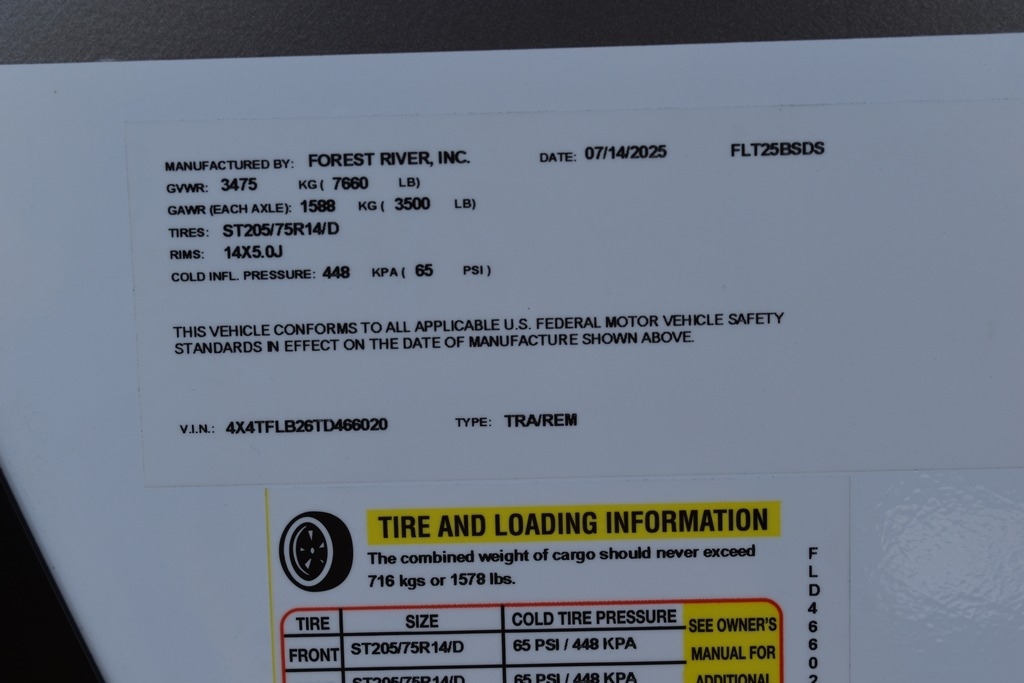 MANUFACTURED BY: FOREST RIVER, INC. DATE: 07/14/2025 FLT25BSDS
GVWR: 3475 KG ( 7660 LB)
GAWR (EACH AXLE): 1588 KG ( 3500 LB)
TIRES: ST205/75R14/D
RIMS: 14X5.0J
COLD INFL. PRESSURE: 448 KPA ( 65 PSI )
THIS VEHICLE CONFORMS TO ALL APPLICABLE U.S. FEDERAL MOTOR VEHICLE SAFETY
STANDARDS IN EFFECT ON THE DATE OF MANUFACTURE SHOWN ABOVE.
V.I.N.: 4X4TFLB26TD466020 TYPE: TRA/REM
TIRE AND LOADING INFORMATION
The combined weight of cargo should never exceed
716 kgs or 1578 lbs.
TIRE SIZE COLD TIRE PRESSURE SEE OWNER'S
FRONT ST205/75R14/D 65 PSI / 448 KPA MANUAL FOR
ST205/75R14/D 65 PSI / 448 KPA ADDITIONAL
FLD46602